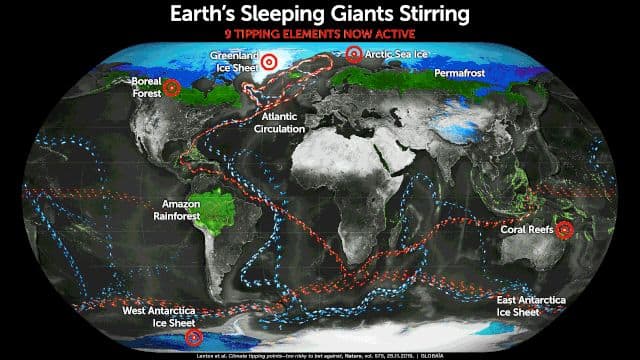 Earth's Sleeping Giants Stirring
9 TIPPING ELEMENTS NOW ACTIVE
Greenland
Ice Sheet
Arctic Sea Ice
Boreal
Forest
Permafrost
Atlantic
Circulation
Amazon
Rainforest
Coral Reefs
West Antarctica
Ice Sheet
East Antarctica
Ice Sheet
Lenton et al. Climate tipping points—too risky to bet against, Nature, vol. 575, 28.11.2019. | GLOBAÏA